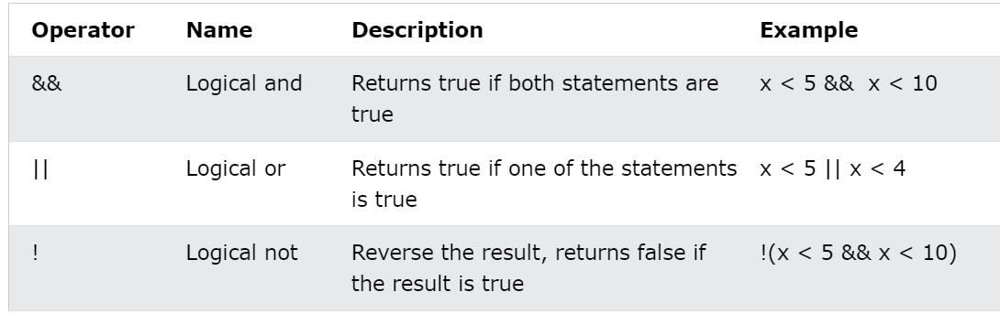 Operator Name Description Example
&& Logical and Returns true if both statements are x < 5 &&  x < 10
true
|| Logical or Returns true if one of the statements x < 5 || x < 4
is true
! Logical not Reverse the result, returns false if !(x < 5 && x < 10)
the result is true